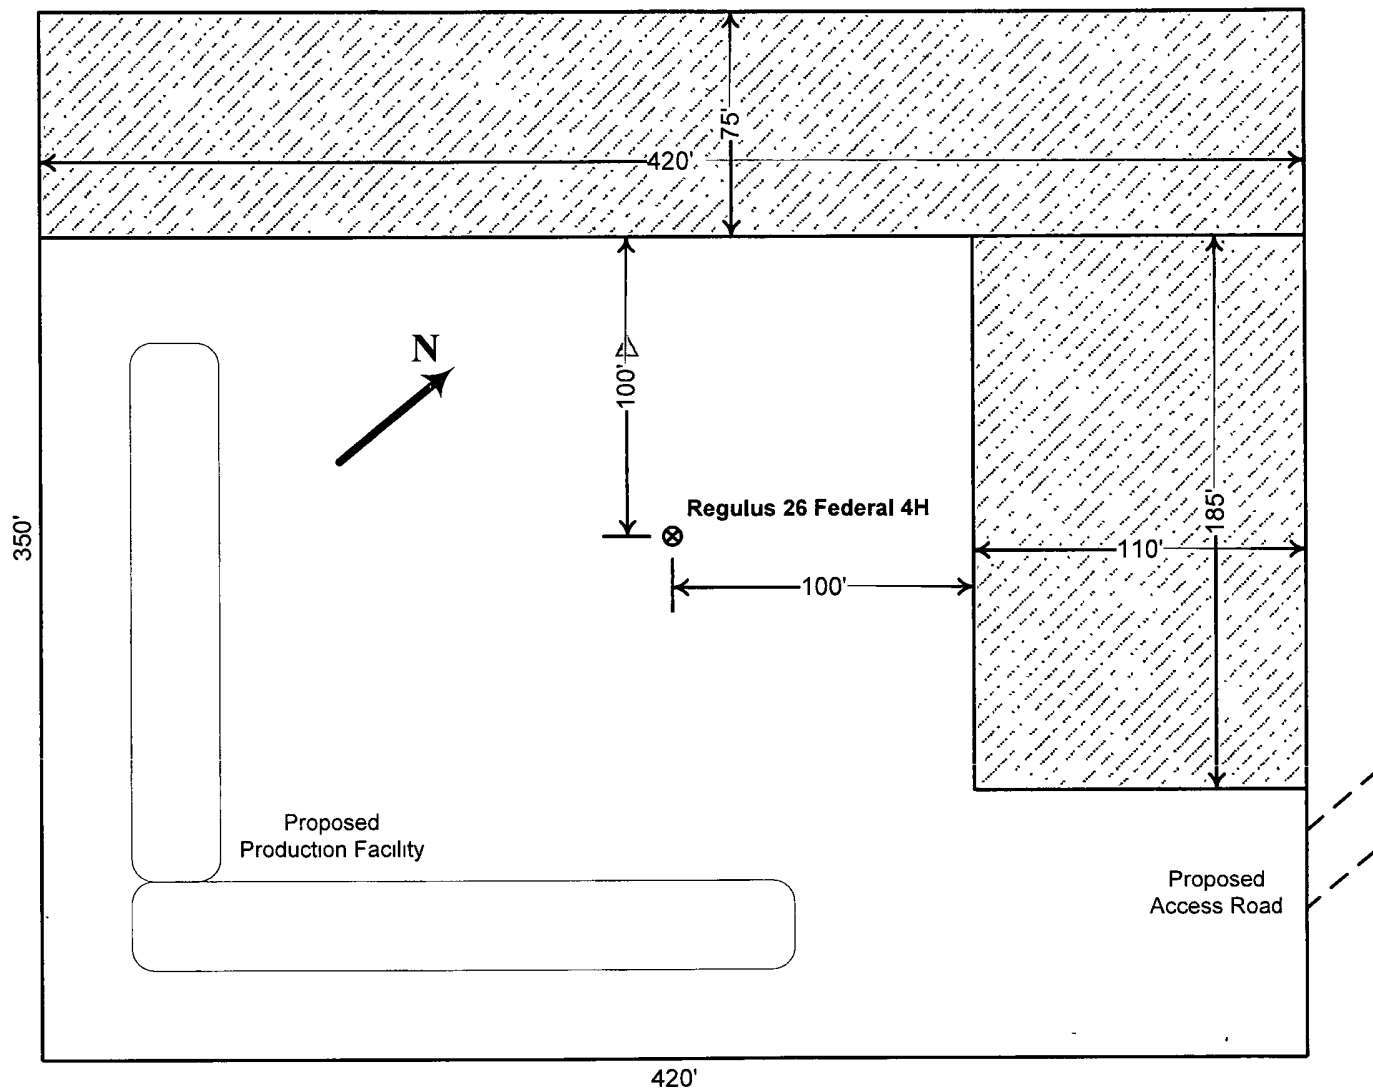 75'
420'
N
100'
Regulus 26 Federal 4H
350'
185'
110'
100'
Proposed
Production Facility
Proposed
Access Road
420'